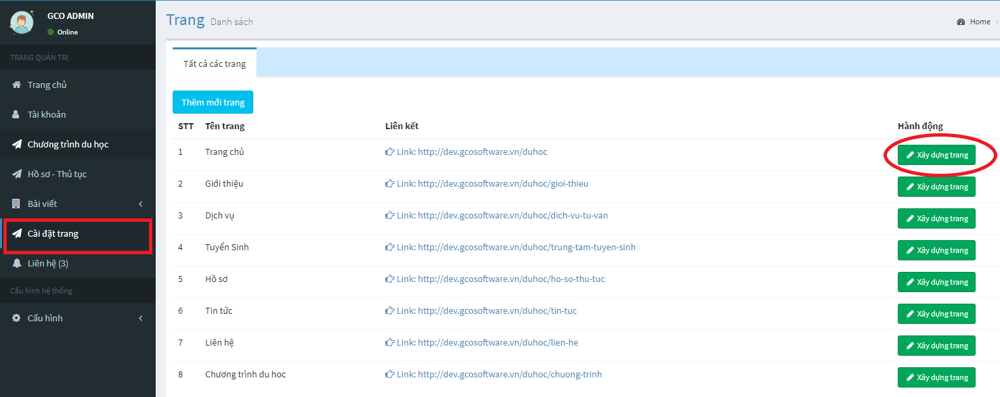 GCO ADMIN
Online
TRANG QUẢN TRỊ
Trang chủ
Tài khoản
Chương trình du học
Hồ sơ - Thủ tục
Bài viết
Cài đặt trang
Liên hệ (3)
Cấu hình hệ thống
Cấu hình
Trang Danh sách
Home >
Tất cả các trang
Thêm mới trang
STT Tên trang Liên kết Hành động
1 Trang chủ Link: http://dev.gcosoftware.vn/duhoc Xây dựng trang
2 Giới thiệu Link: http://dev.gcosoftware.vn/duhoc/gioi-thieu Xây dựng trang
3 Dịch vụ Link: http://dev.gcosoftware.vn/duhoc/dich-vu-tu-van Xây dựng trang
4 Tuyển Sinh Link: http://dev.gcosoftware.vn/duhoc/trung-tam-tuyen-sinh Xây dựng trang
5 Hồ sơ Link: http://dev.gcosoftware.vn/duhoc/ho-so-thu-tuc Xây dựng trang
6 Tin tức Link: http://dev.gcosoftware.vn/duhoc/tin-tuc Xây dựng trang
7 Liên hệ Link: http://dev.gcosoftware.vn/duhoc/lien-he Xây dựng trang
8 Chương trình du học Link: http://dev.gcosoftware.vn/duhoc/chuong-trinh Xây dựng trang